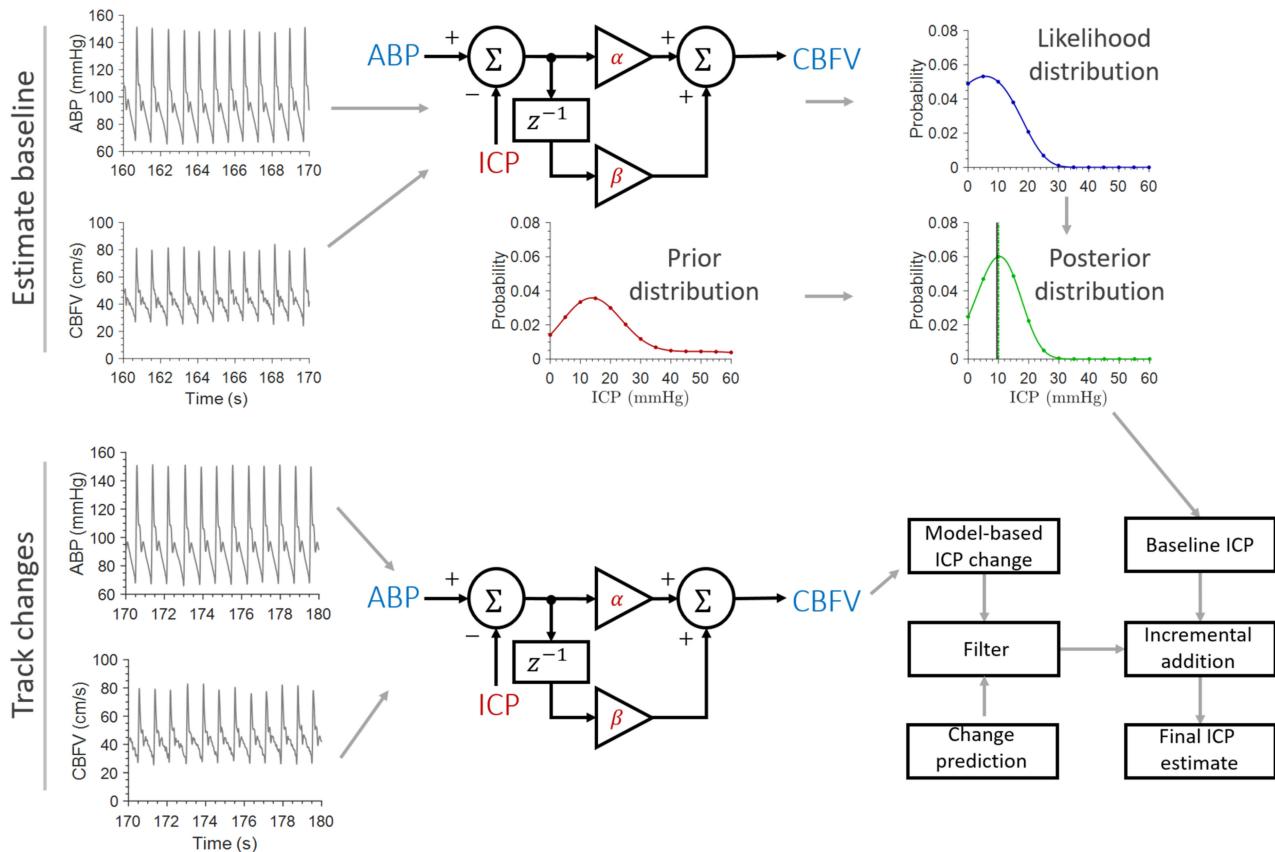 Estimate baseline
ABP (mmHg)
160
140
120
100
80
60
160 162 164 166 168 170
CBFV (cm/s)
100
80
60
40
20
0
160 162 164 166 168 170
Time (s)
ABP
+
−
Σ
α
z⁻¹
β
ICP
+
+
Σ
CBFV
Prior
distribution
Probability
0.08
0.06
0.04
0.02
0
0 10 20 30 40 50 60
ICP (mmHg)
Likelihood
distribution
Probability
0.08
0.06
0.04
0.02
0
0 10 20 30 40 50 60
Posterior
distribution
Probability
0.08
0.06
0.04
0.02
0
0 10 20 30 40 50 60
ICP (mmHg)
Track changes
ABP (mmHg)
160
140
120
100
80
60
170 172 174 176 178 180
CBFV (cm/s)
100
80
60
40
20
0
170 172 174 176 178 180
Time (s)
ABP
+
−
Σ
α
z⁻¹
β
ICP
+
+
Σ
CBFV
Model-based
ICP change
Filter
Change
prediction
Baseline ICP
Incremental
addition
Final ICP
estimate